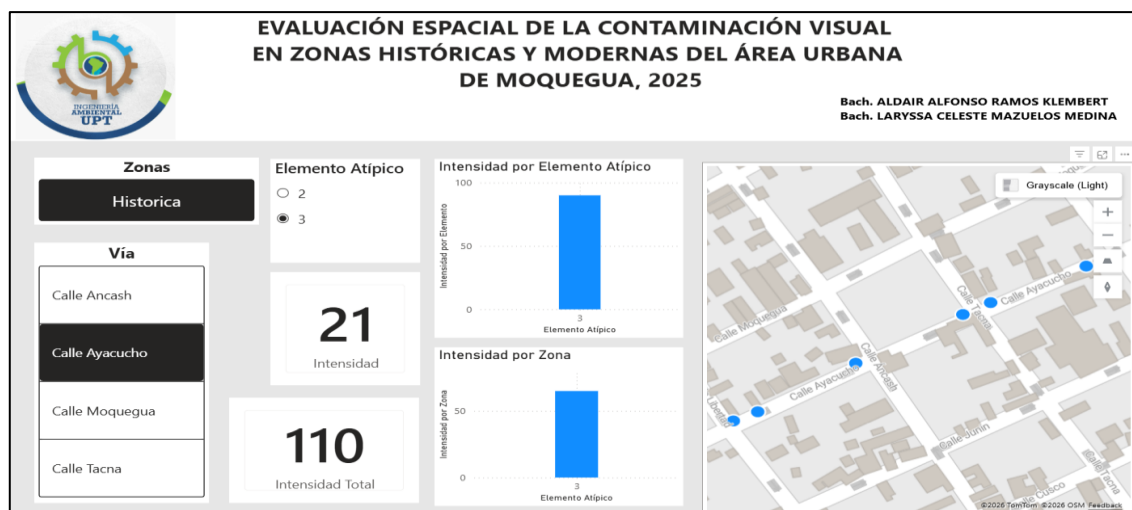 EVALUACIÓN ESPACIAL DE LA CONTAMINACIÓN VISUAL
EN ZONAS HISTÓRICAS Y MODERNAS DEL ÁREA URBANA
DE MOQUEGUA, 2025
INGENIERÍA
AMBIENTAL
UPT
Bach. ALDAIR ALFONSO RAMOS KLEMBERT
Bach. LARYSSA CELESTE MAZUELOS MEDINA
Zonas
Historica
Vía
Calle Ancash
Calle Ayacucho
Calle Moquegua
Calle Tacna
Elemento Atípico
2
3
21
Intensidad
110
Intensidad Total
Intensidad por Elemento Atípico
Intensidad por Elemento
100
50
0
3
Elemento Atípico
Intensidad por Zona
Intensidad por Zona
50
0
3
Elemento Atípico
Grayscale (Light)
Calle Ayacucho
Calle Tacna
Calle Moquegua
Calle Ancash
Calle Ayacucho
Calle Junín
Calle Tacna
Calle Cusco
©2026 TomTom ©2026 OSM Feedback